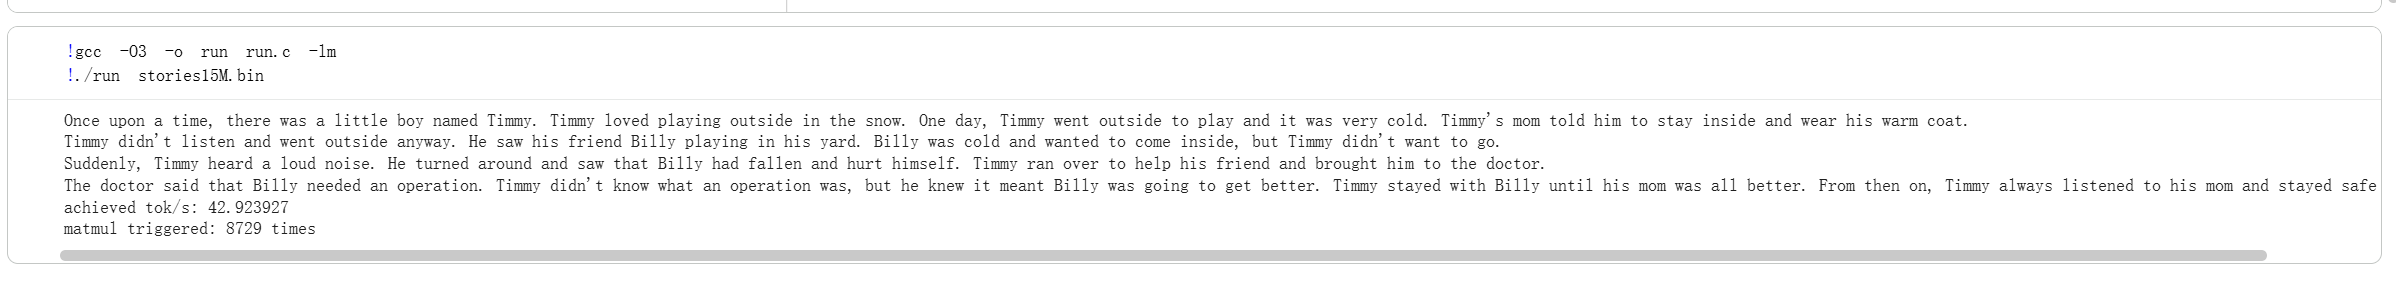 !gcc -O3 -o run run.c -lm
!./run stories15M.bin
Once upon a time, there was a little boy named Timmy. Timmy loved playing outside in the snow. One day, Timmy went outside to play and it was very cold. Timmy's mom told him to stay inside and wear his warm coat.
Timmy didn't listen and went outside anyway. He saw his friend Billy playing in his yard. Billy was cold and wanted to come inside, but Timmy didn't want to go.
Suddenly, Timmy heard a loud noise. He turned around and saw that Billy had fallen and hurt himself. Timmy ran over to help his friend and brought him to the doctor.
The doctor said that Billy needed an operation. Timmy didn't know what an operation was, but he knew it meant Billy was going to get better. Timmy stayed with Billy until his mom was all better. From then on, Timmy always listened to his mom and stayed safe
achieved tok/s: 42.923927
matmul triggered: 8729 times